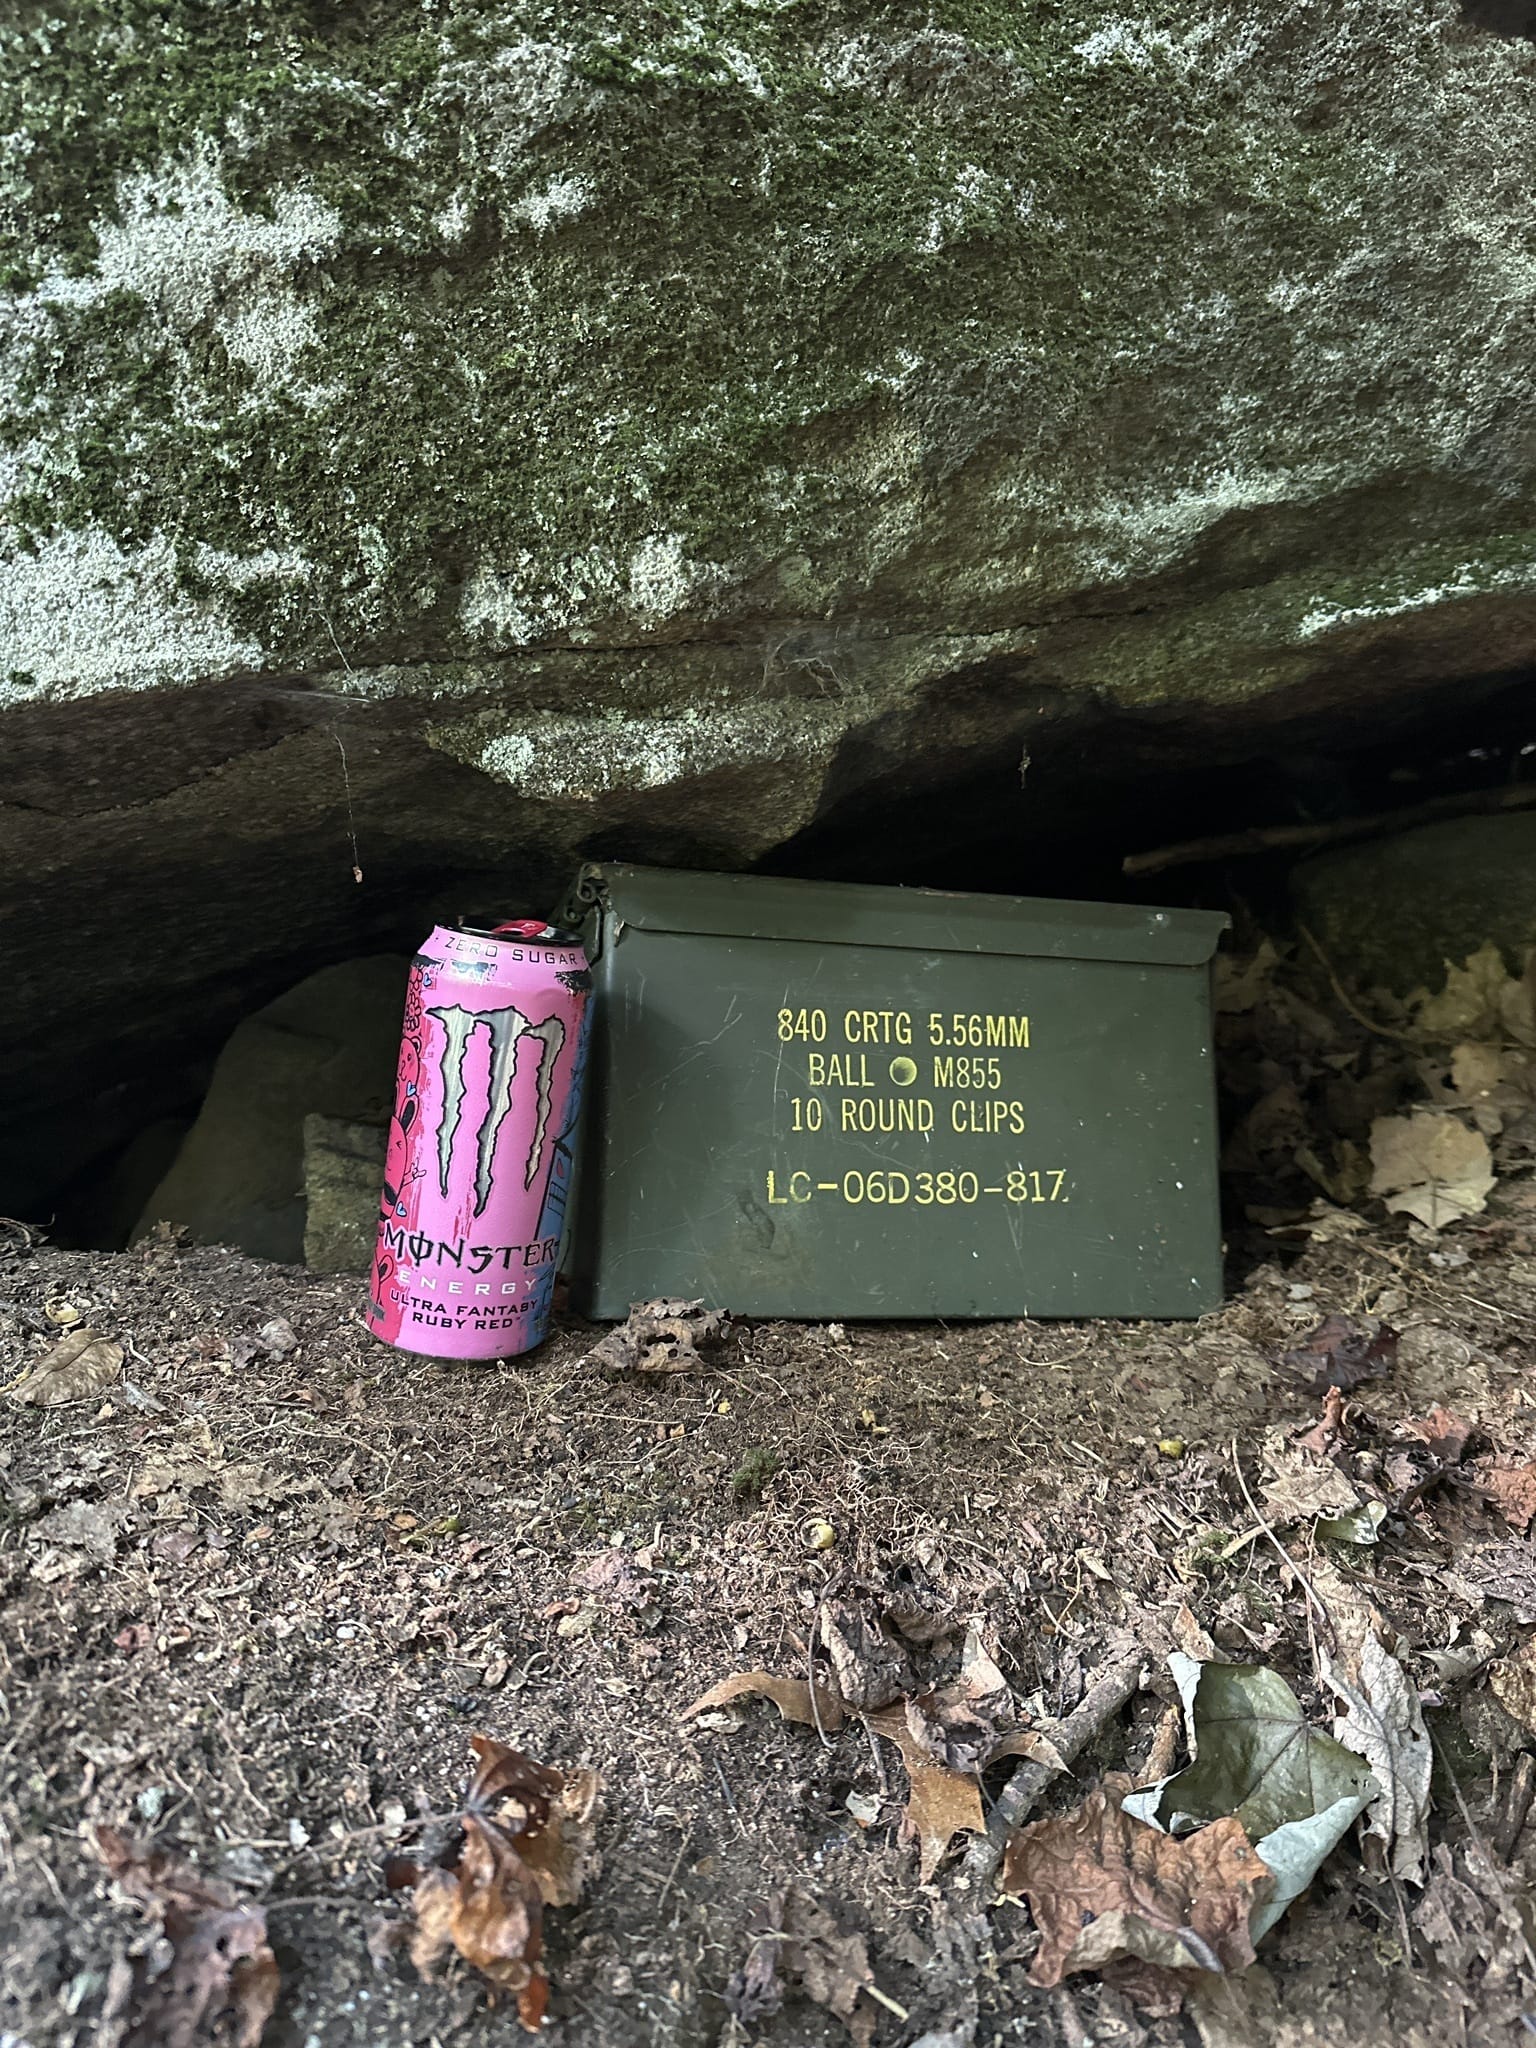 ZERO SUGAR
MONSTER
ENERGY
ULTRA FANTASY
RUBY RED™
840 CRTG 5.56MM
BALL M855
10 ROUND CLIPS
LC-06D380-817